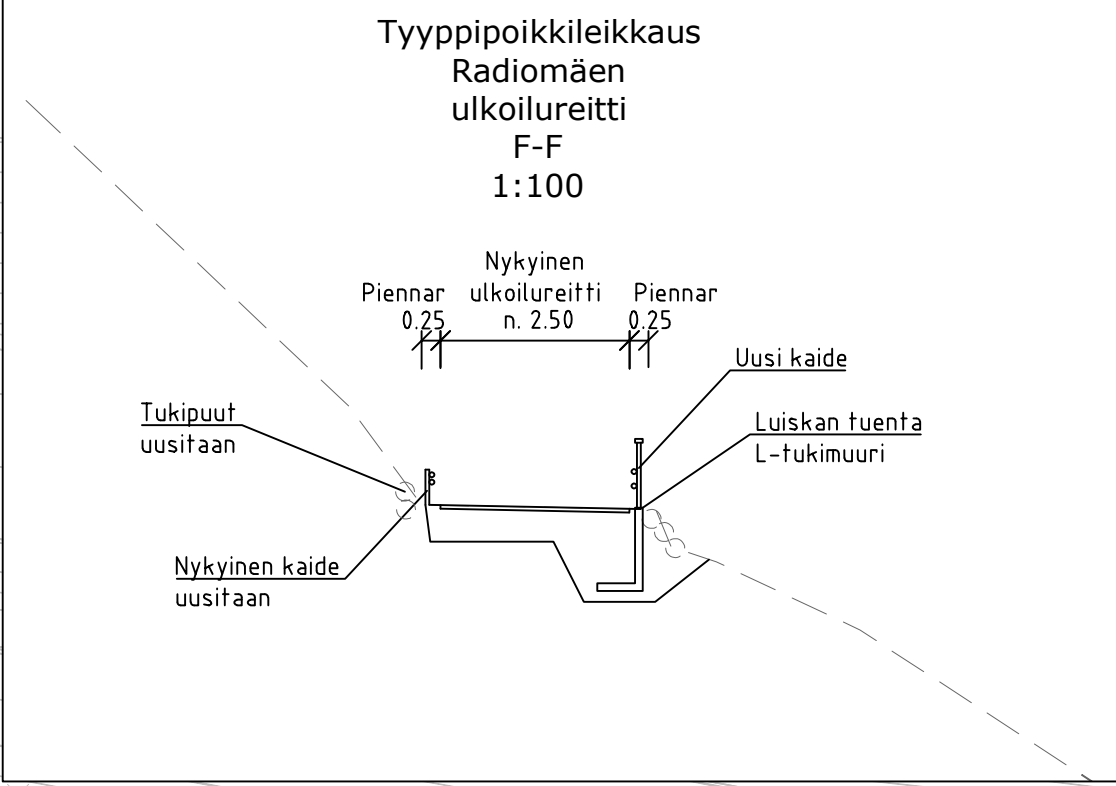 Tyyppipoikkileikkaus
Radiomäen
ulkoilureitti
F-F
1:100
Nykyinen
Piennar ulkoilureitti Piennar
0.25 n. 2.50 0.25
Uusi kaide
Tukipuut
uusitaan
Luiskan tuenta
L-tukimuuri
Nykyinen kaide
uusitaan